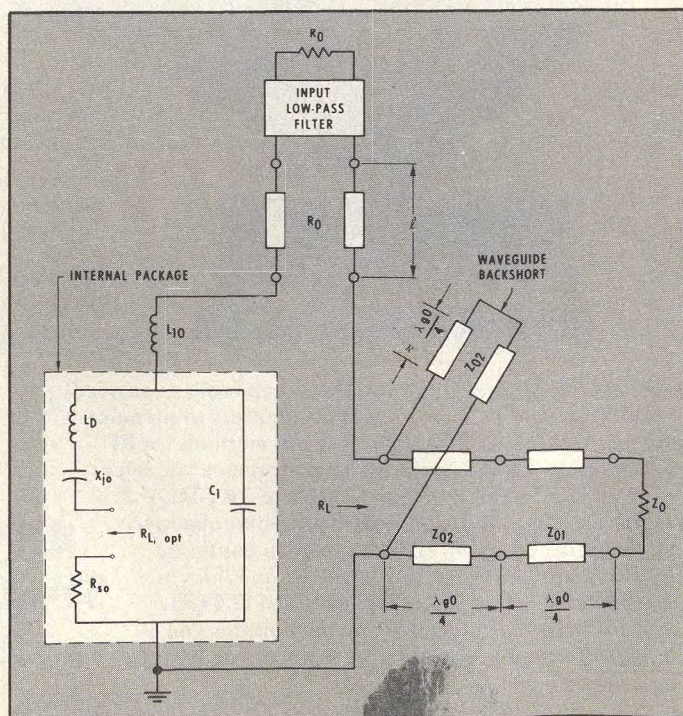 R0
INPUT
LOW-PASS
FILTER
R0
ℓ
INTERNAL PACKAGE
WAVEGUIDE
BACKSHORT
L10
λg0
4
Z02
LD
Xjo
C1
RL, opt
Rso
RL
Z0
Z02
Z01
λg0
4
λg0
4